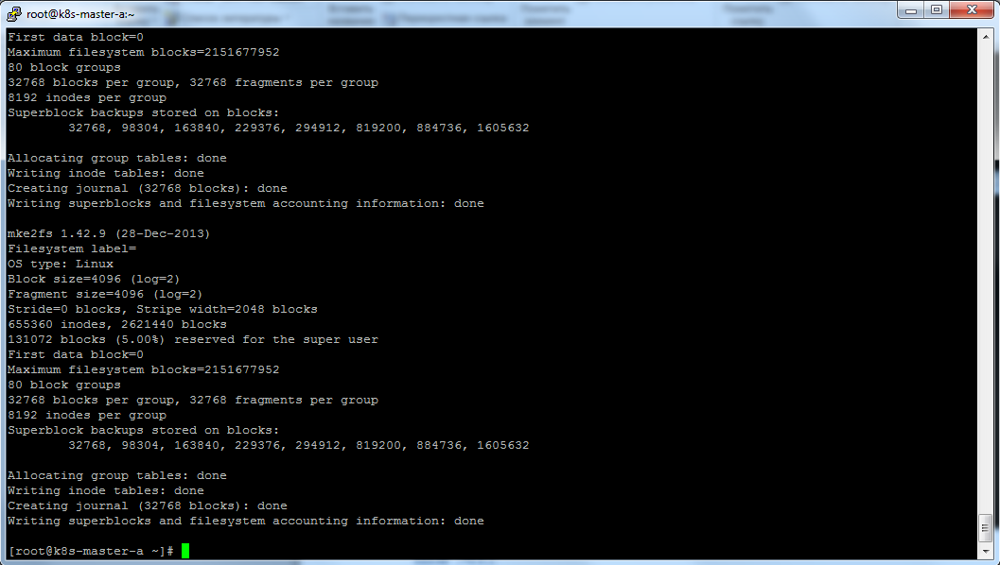 root@k8s-master-a:~
First data block=0
Maximum filesystem blocks=2151677952
80 block groups
32768 blocks per group, 32768 fragments per group
8192 inodes per group
Superblock backups stored on blocks:
32768, 98304, 163840, 229376, 294912, 819200, 884736, 1605632
Allocating group tables: done
Writing inode tables: done
Creating journal (32768 blocks): done
Writing superblocks and filesystem accounting information: done
mke2fs 1.42.9 (28-Dec-2013)
Filesystem label=
OS type: Linux
Block size=4096 (log=2)
Fragment size=4096 (log=2)
Stride=0 blocks, Stripe width=2048 blocks
655360 inodes, 2621440 blocks
131072 blocks (5.00%) reserved for the super user
First data block=0
Maximum filesystem blocks=2151677952
80 block groups
32768 blocks per group, 32768 fragments per group
8192 inodes per group
Superblock backups stored on blocks:
32768, 98304, 163840, 229376, 294912, 819200, 884736, 1605632
Allocating group tables: done
Writing inode tables: done
Creating journal (32768 blocks): done
Writing superblocks and filesystem accounting information: done
[root@k8s-master-a ~]#